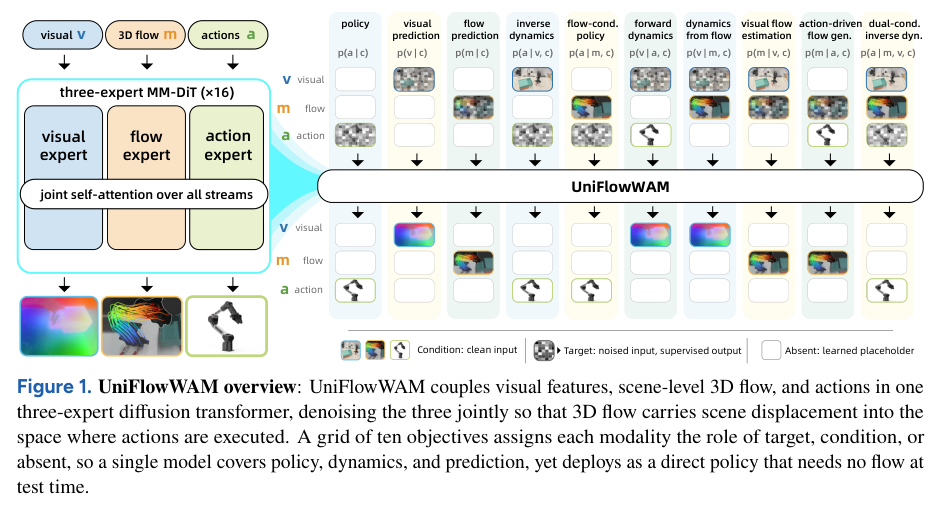 visual v
3D flow m
actions a
three-expert MM-DiT (×16)
visual expert
flow expert
action expert
joint self-attention over all streams
policy
p(a | c)
visual prediction
p(v | c)
flow prediction
p(m | c)
inverse dynamics
p(a | v, c)
flow-cond. policy
p(a | m, c)
forward dynamics
p(v | a, c)
dynamics from flow
p(v | m, c)
visual flow estimation
p(m | v, c)
action-driven flow gen.
p(m | a, c)
dual-cond. inverse dyn.
p(a | m, v, c)
v visual
m flow
a action
UniFlowWAM
v visual
m flow
a action
Condition: clean input
Target: noised input, supervised output
Absent: learned placeholder
Figure 1. UniFlowWAM overview: UniFlowWAM couples visual features, scene-level 3D flow, and actions in one
three-expert diffusion transformer, denoising the three jointly so that 3D flow carries scene displacement into the
space where actions are executed. A grid of ten objectives assigns each modality the role of target, condition, or
absent, so a single model covers policy, dynamics, and prediction, yet deploys as a direct policy that needs no flow at
test time.